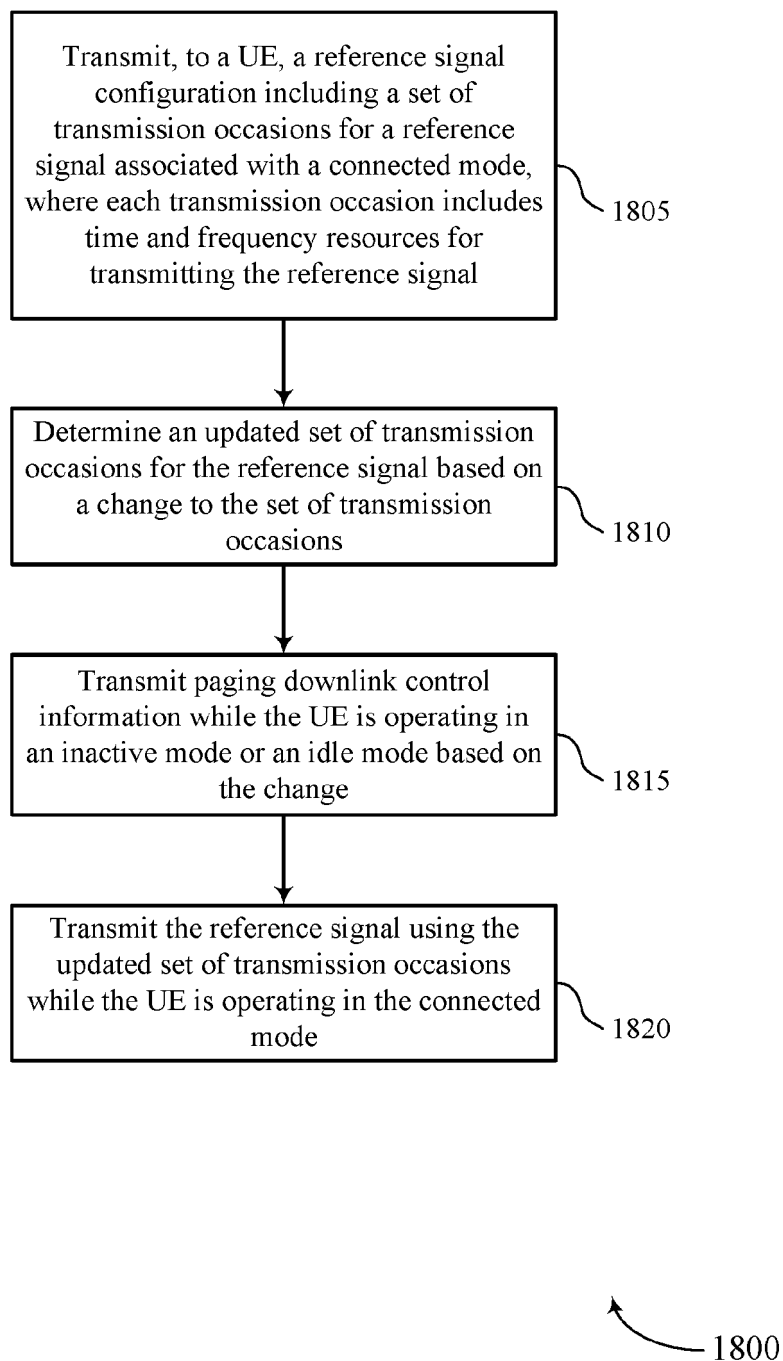 Transmit, to a UE, a reference signal
configuration including a set of
transmission occasions for a reference
signal associated with a connected mode,
where each transmission occasion includes
time and frequency resources for
transmitting the reference signal
1805
Determine an updated set of transmission
occasions for the reference signal based on
a change to the set of transmission
occasions
1810
Transmit paging downlink control
information while the UE is operating in
an inactive mode or an idle mode based on
the change
1815
Transmit the reference signal using the
updated set of transmission occasions
while the UE is operating in the connected
mode
1820
1800